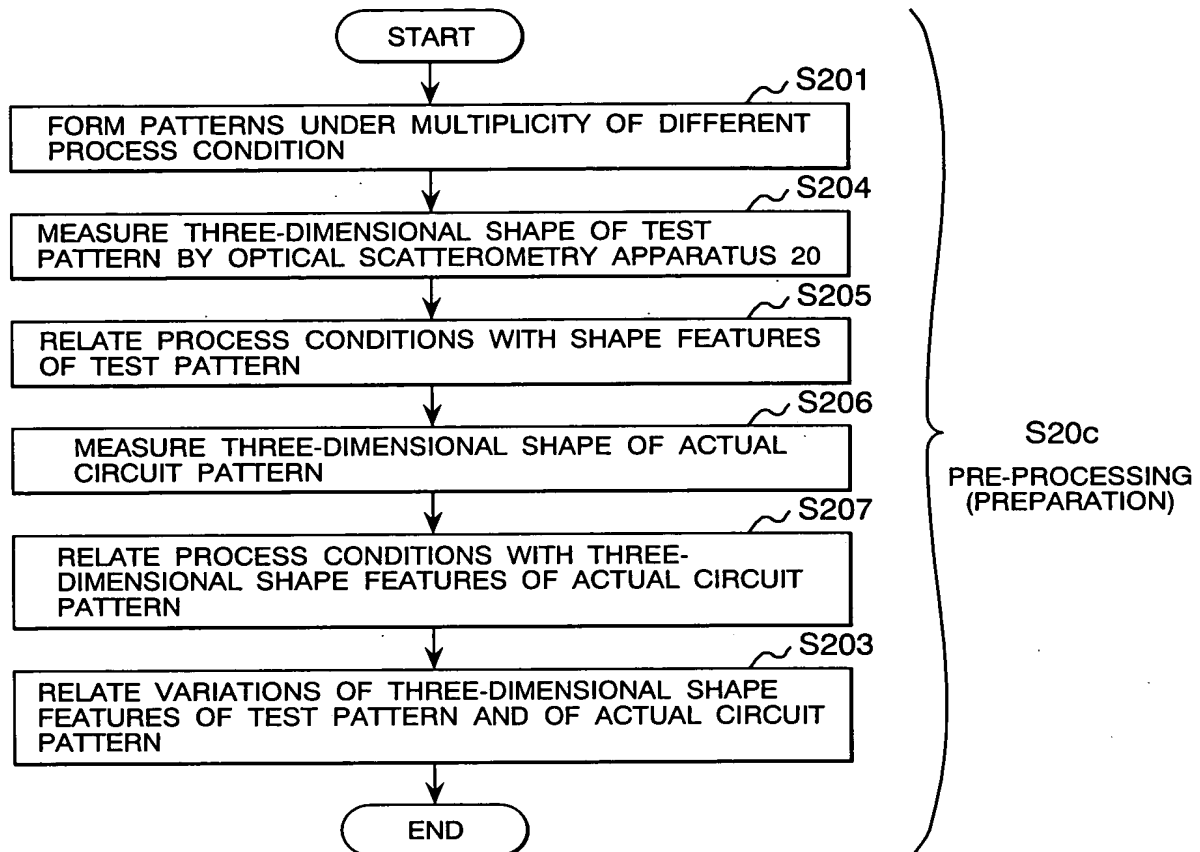 START
S201
FORM PATTERNS UNDER MULTIPLICITY OF DIFFERENT
PROCESS CONDITION
S204
MEASURE THREE-DIMENSIONAL SHAPE OF TEST
PATTERN BY OPTICAL SCATTEROMETRY APPARATUS 20
S205
RELATE PROCESS CONDITIONS WITH SHAPE FEATURES
OF TEST PATTERN
S206
MEASURE THREE-DIMENSIONAL SHAPE OF ACTUAL
CIRCUIT PATTERN
S207
RELATE PROCESS CONDITIONS WITH THREE-
DIMENSIONAL SHAPE FEATURES OF ACTUAL CIRCUIT
PATTERN
S203
RELATE VARIATIONS OF THREE-DIMENSIONAL SHAPE
FEATURES OF TEST PATTERN AND OF ACTUAL CIRCUIT
PATTERN
END
S20c
PRE-PROCESSING
(PREPARATION)